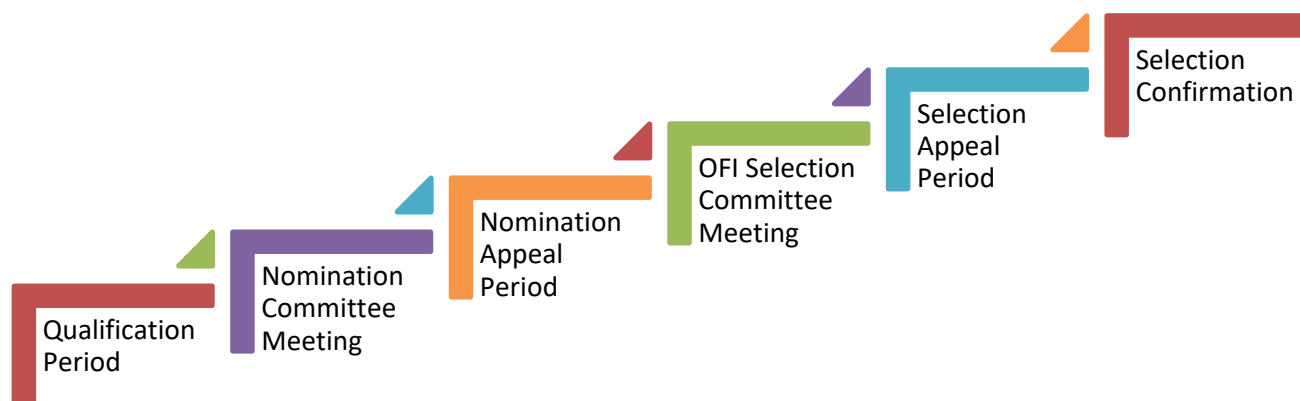 Qualification
Period
Nomination
Committee
Meeting
Nomination
Appeal
Period
OFI Selection
Committee
Meeting
Selection
Appeal
Period
Selection
Confirmation